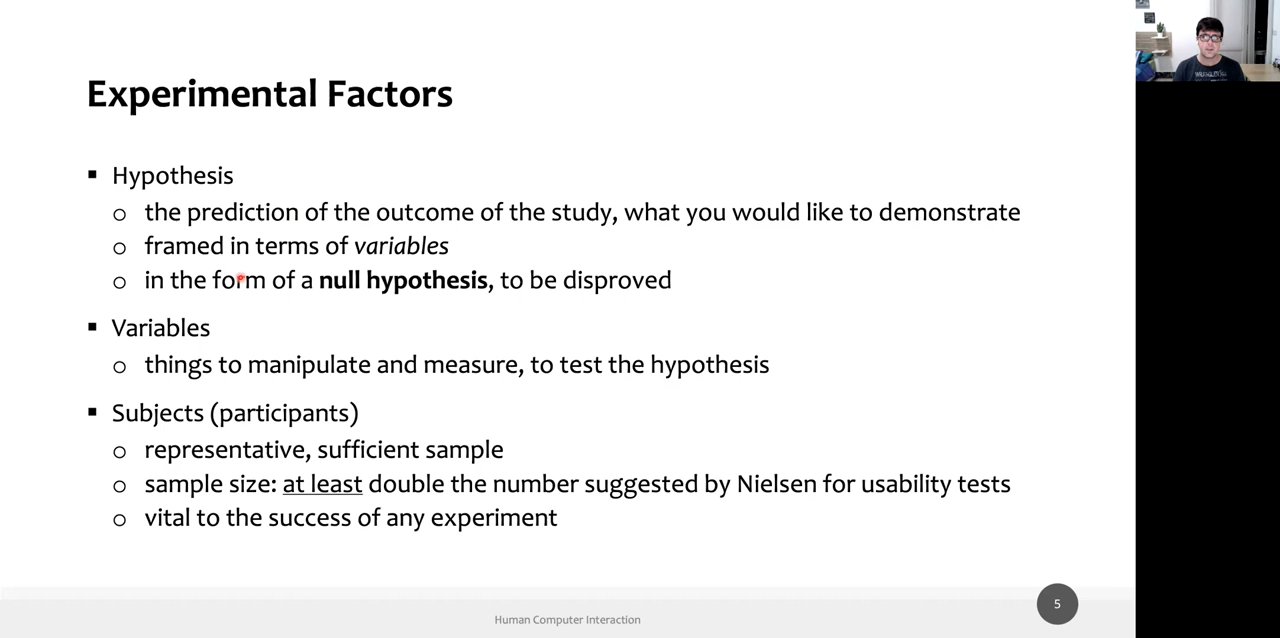 Experimental Factors
▪ Hypothesis
o the prediction of the outcome of the study, what you would like to demonstrate
o framed in terms of variables
o in the form of a null hypothesis, to be disproved
▪ Variables
o things to manipulate and measure, to test the hypothesis
▪ Subjects (participants)
o representative, sufficient sample
o sample size: at least double the number suggested by Nielsen for usability tests
o vital to the success of any experiment
5
Human Computer Interaction